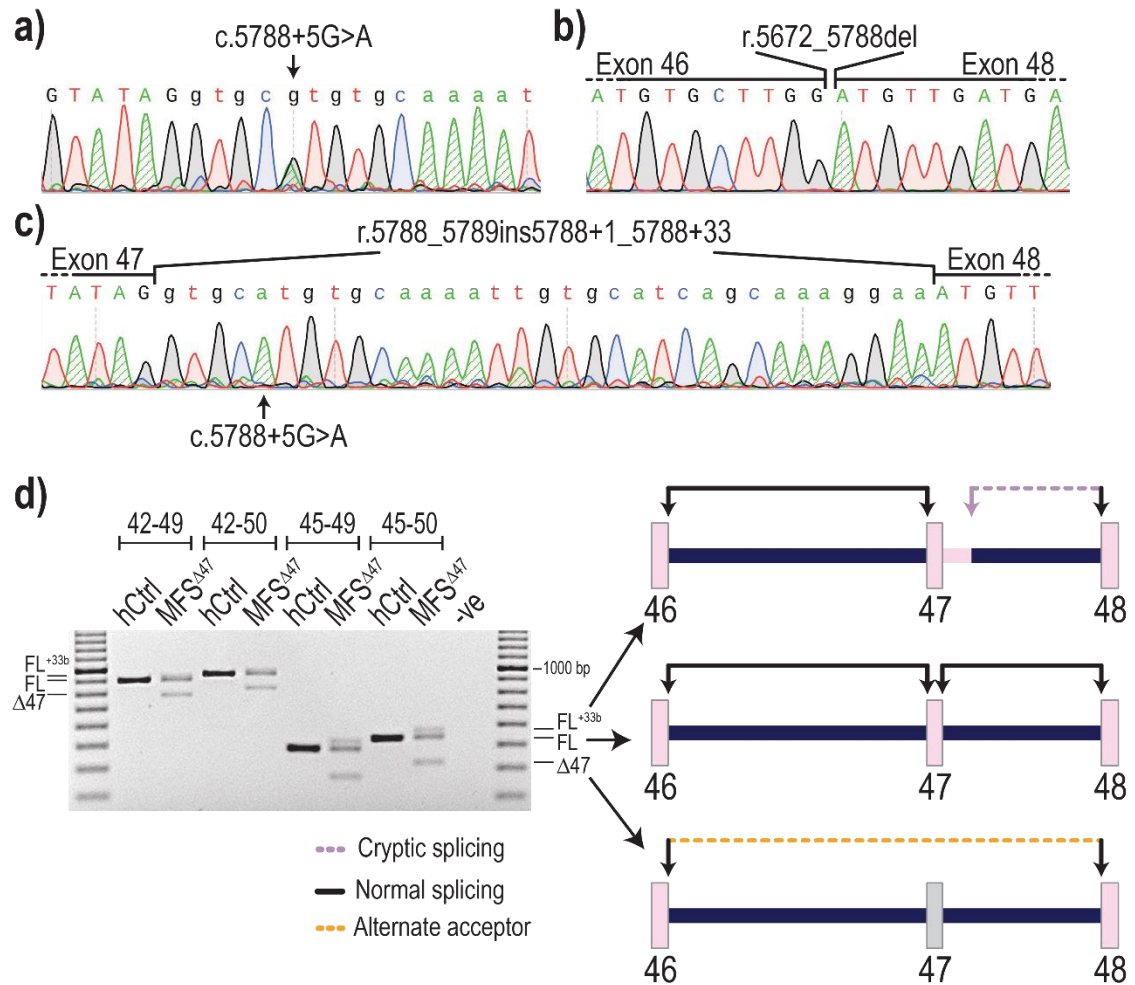 a)
c.5788+5G>A
G T A T A G g t g c g t g t g c a a a a t
b)
r.5672_5788del
Exon 46 Exon 48
A T G T G C T T G G A T G T T G A T G A
c)
r.5788_5789ins5788+1_5788+33
Exon 47 Exon 48
T A T A G g t g c a t g t g c a a a a t t g t g c a t c a g c a a a g g a a A T G T T
c.5788+5G>A
d)
42-49 42-50 45-49 45-50
hCtrl MFSΔ47 hCtrl MFSΔ47 hCtrl MFSΔ47 hCtrl MFSΔ47 -ve
FL+33b
FL
Δ47
1000 bp
FL+33b
FL
Δ47
46 47 48
46 47 48
46 47 48
Cryptic splicing
Normal splicing
Alternate acceptor